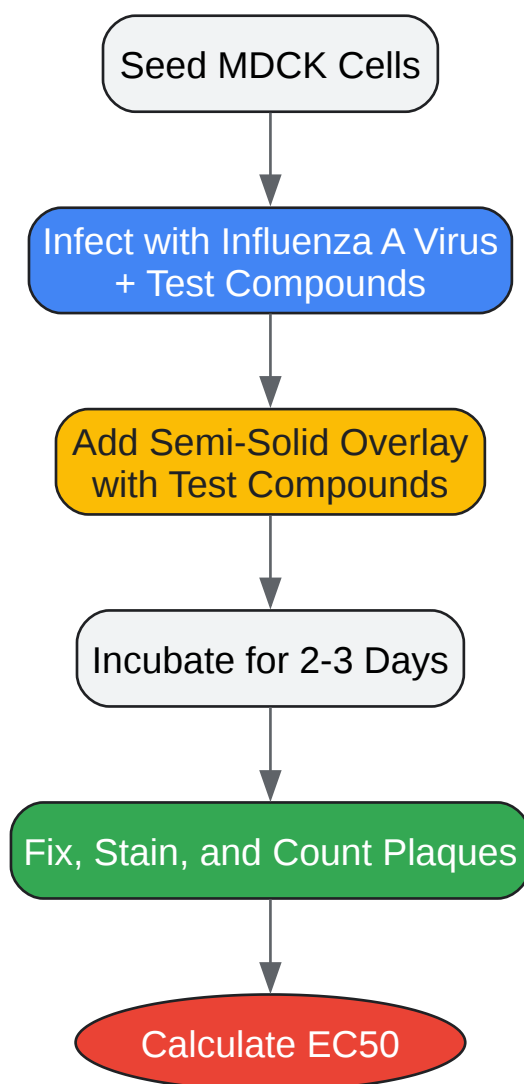 Seed MDCK Cells
Infect with Influenza A Virus
+ Test Compounds
Add Semi-Solid Overlay
with Test Compounds
Incubate for 2-3 Days
Fix, Stain, and Count Plaques
Calculate EC50